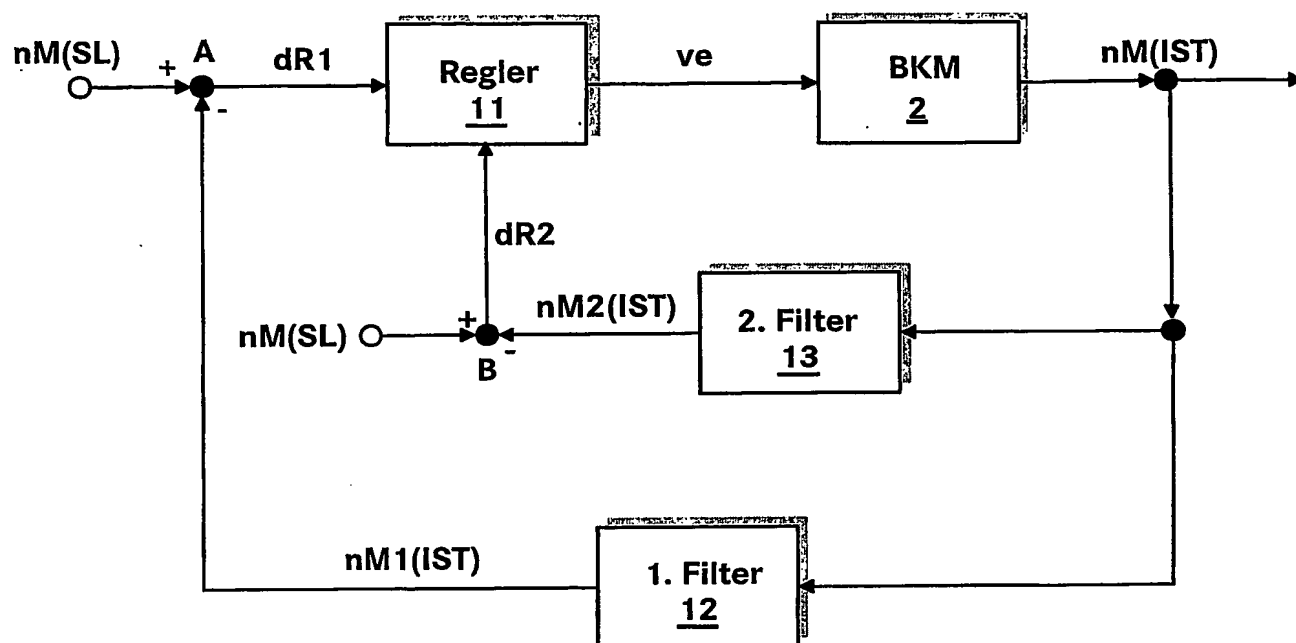 nM(SL)
+
A
-
dR1
Regler
11
ve
BKM
2
nM(IST)
dR2
nM(SL)
+
B
-
nM2(IST)
2. Filter
13
nM1(IST)
1. Filter
12